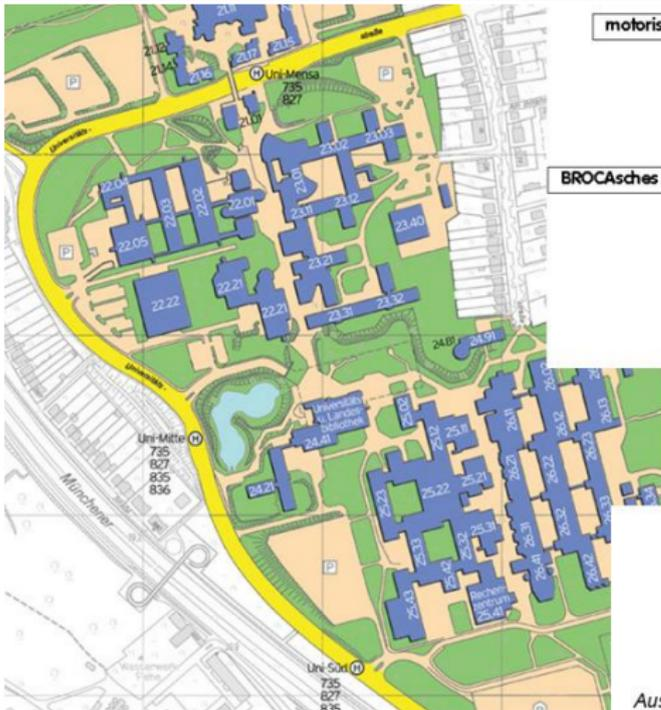 motoris
BROCAsches
21.11
21.12
21.14
21.17
21.15
21.16
straße
P
H
Uni-Mensa
735
827
P
21.01
Universitäts-
23.02
23.03
23.01
22.04
22.03
22.02
22.01
23.11
23.12
22.05
23.40
P
23.21
22.22
22.21
22.21
23.31
23.32
24.81
24.91
Universitäts-
Universitäts
u. Landes-
bibliothek
24.41
25.02
25.12
25.11
26.02
26.11
26.12
26.13
Uni-Mitte
H
735
827
835
836
24.21
25.23
25.22
25.21
26.21
26.22
26.23
Münchener
25.33
25.32
25.31
26.31
26.32
26.33
.34
P
25.43
25.42
Rechen-
zentrum
25.41
26.41
26.42
Wasserwerk
Flehe
Uni-Süd
H
735
827
835
P
Aus